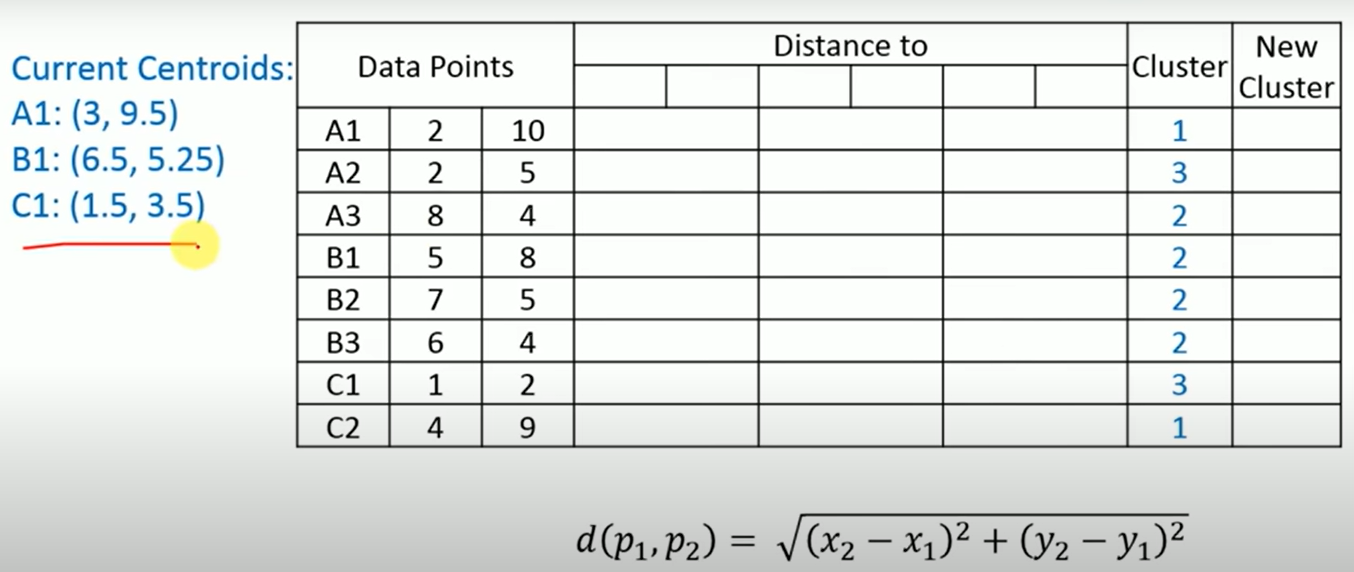 Current Centroids:
A1: (3, 9.5)
B1: (6.5, 5.25)
C1: (1.5, 3.5)
Data Points Distance to Cluster New Cluster
A1 2 10 1
A2 2 5 3
A3 8 4 2
B1 5 8 2
B2 7 5 2
B3 6 4 2
C1 1 2 3
C2 4 9 1
d(p₁, p₂) = √(x₂ − x₁)² + (y₂ − y₁)²